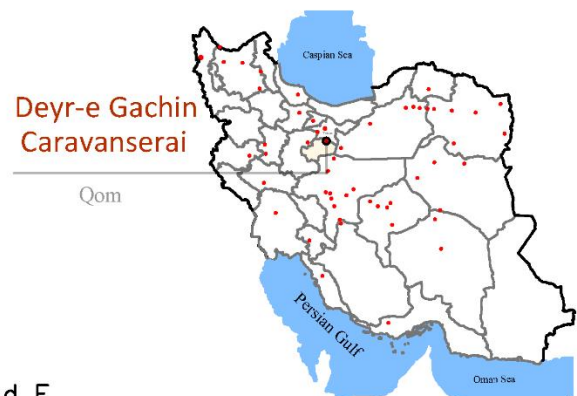 Caspian Sea
Deyr-e Gachin
Caravanserai
Qom
Persian Gulf
Oman Sea
d. E